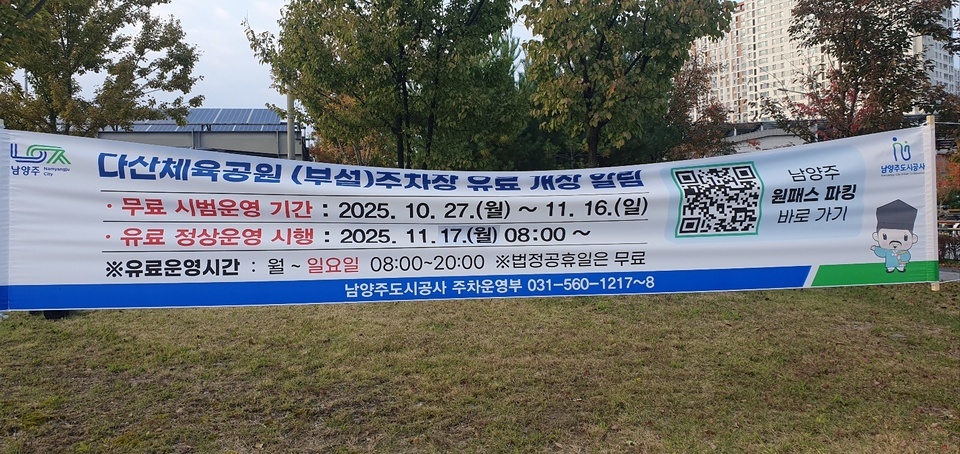 남양주 Namyangju City
다산체육공원 (부설)주차장 유료 개장 알림
· 무료 시범운영 기간 : 2025. 10. 27.(월) ~ 11. 16.(일)
· 유료 정상운영 시행 : 2025. 11. 17.(월) 08:00 ~
※유료운영시간 : 월~일요일 08:00~20:00 ※법정공휴일은 무료
남양주도시공사 주차운영부 031-560-1217~8
남양주
원패스 파킹
바로 가기
남양주도시공사